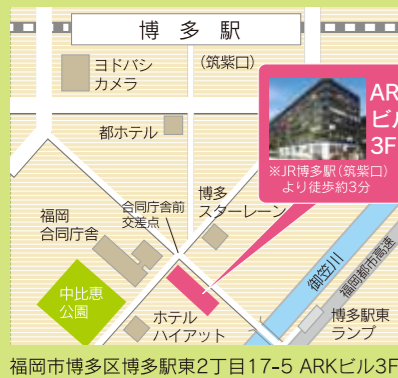 博多駅
(筑紫口)
ヨドバシ
カメラ
都ホテル
AR
ビル
3F
※JR博多駅(筑紫口)
より徒歩約3分
合同庁舎前
交差点
博多
スターレーン
福岡
合同庁舎
中比恵
公園
ホテル
ハイアット
御笠川
福岡都市高速
博多駅東
ランプ
福岡市博多区博多駅東2丁目17-5 ARKビル3F